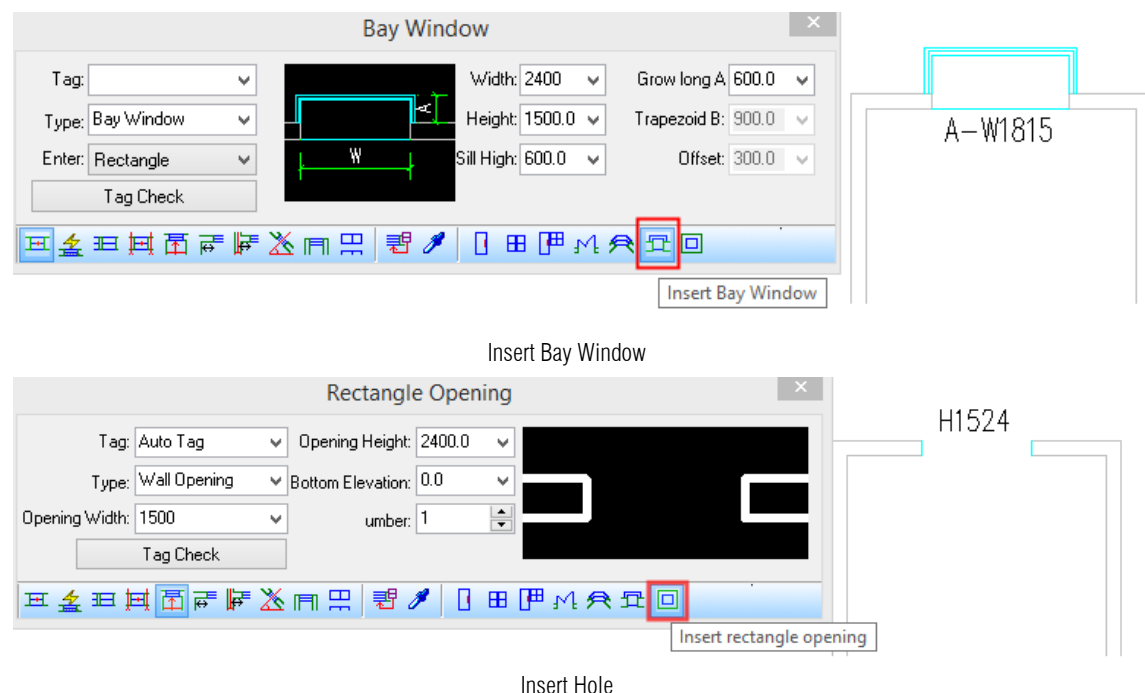 Bay Window
Tag:
Width: 2400
Grow long A 600.0
Type: Bay Window
Height: 1500.0
Trapezoid B: 900.0
Enter: Rectangle
Sill High: 600.0
Offset: 300.0
Tag Check
A
W
A-W1815
Insert Bay Window
Insert Bay Window
Rectangle Opening
Tag: Auto Tag
Opening Height: 2400.0
Type: Wall Opening
Bottom Elevation: 0.0
Opening Width: 1500
umber: 1
Tag Check
H1524
Insert rectangle opening
Insert Hole